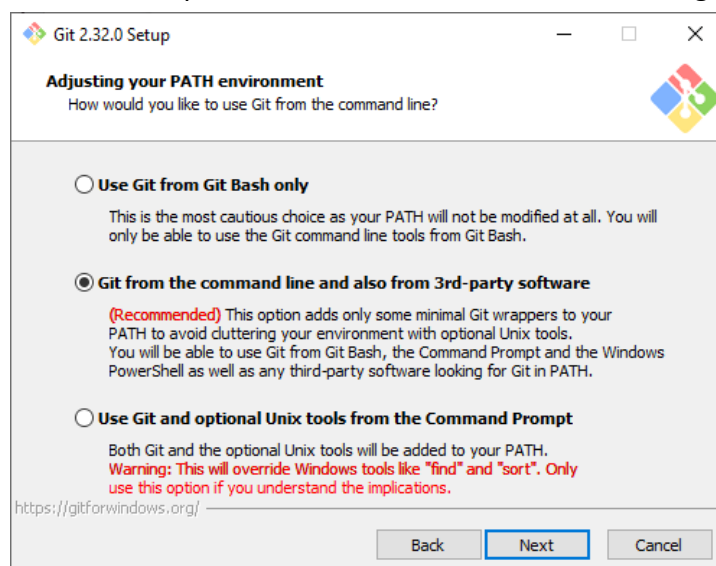 Git 2.32.0 Setup
Adjusting your PATH environment
How would you like to use Git from the command line?
Use Git from Git Bash only
This is the most cautious choice as your PATH will not be modified at all. You will
only be able to use the Git command line tools from Git Bash.
Git from the command line and also from 3rd-party software
(Recommended) This option adds only some minimal Git wrappers to your
PATH to avoid cluttering your environment with optional Unix tools.
You will be able to use Git from Git Bash, the Command Prompt and the Windows
PowerShell as well as any third-party software looking for Git in PATH.
Use Git and optional Unix tools from the Command Prompt
Both Git and the optional Unix tools will be added to your PATH.
Warning: This will override Windows tools like "find" and "sort". Only
use this option if you understand the implications.
https://gitforwindows.org/
Back Next Cancel